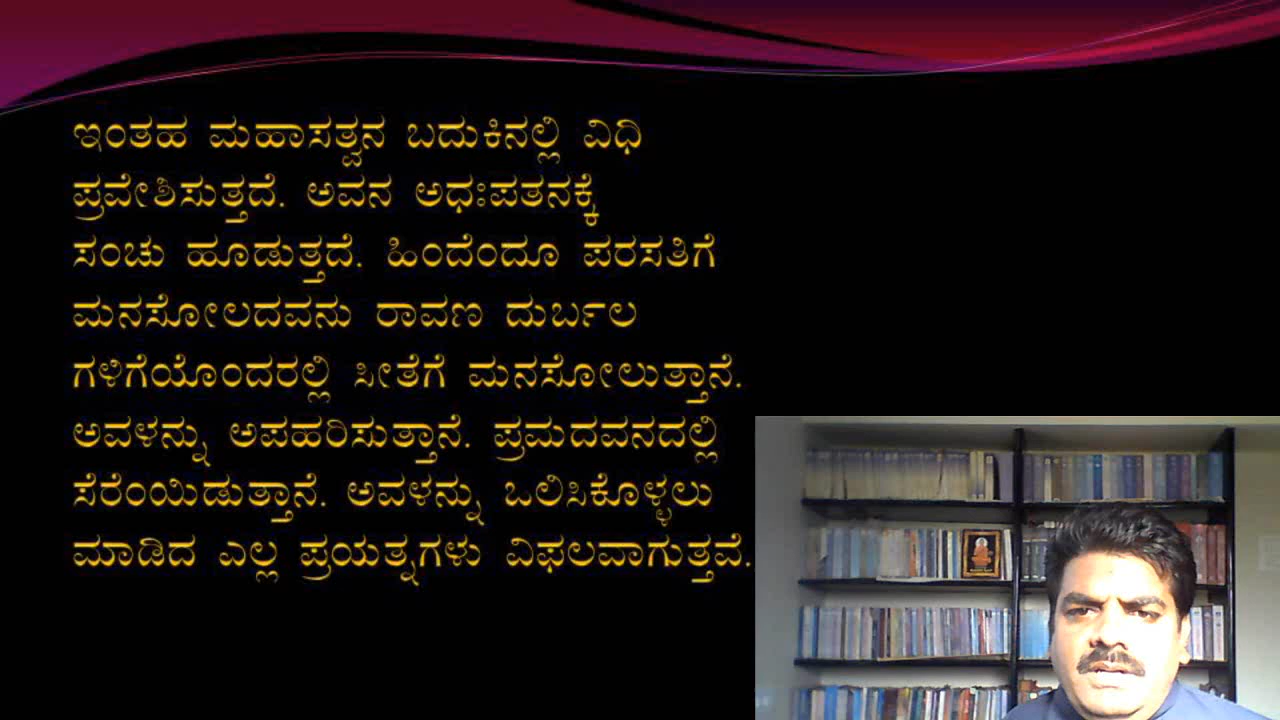 ಇಂತಹ ಮಹಾಸತ್ವನ ಬದುಕಿನಲ್ಲಿ ವಿಧಿ
ಪ್ರವೇಶಿಸುತ್ತದೆ. ಅವನ ಅಧಃಪತನಕ್ಕೆ
ಸಂಚು ಹೂಡುತ್ತದೆ. ಹಿಂದೆಂದೂ ಪರಸತಿಗೆ
ಮನಸೋಲದವನು ರಾವಣ ದುರ್ಬಲ
ಗಳಿಗೆಯೊಂದರಲ್ಲಿ ಸೀತೆಗೆ ಮನಸೋಲುತ್ತಾನೆ.
ಅವಳನ್ನು ಅಪಹರಿಸುತ್ತಾನೆ. ಪ್ರಮದವನದಲ್ಲಿ
ಸೆರೆಂಯಿಡುತ್ತಾನೆ. ಅವಳನ್ನು ಒಲಿಸಿಕೊಳ್ಳಲು
ಮಾಡಿದ ಎಲ್ಲ ಪ್ರಯತ್ನಗಳು ವಿಫಲವಾಗುತ್ತವೆ.